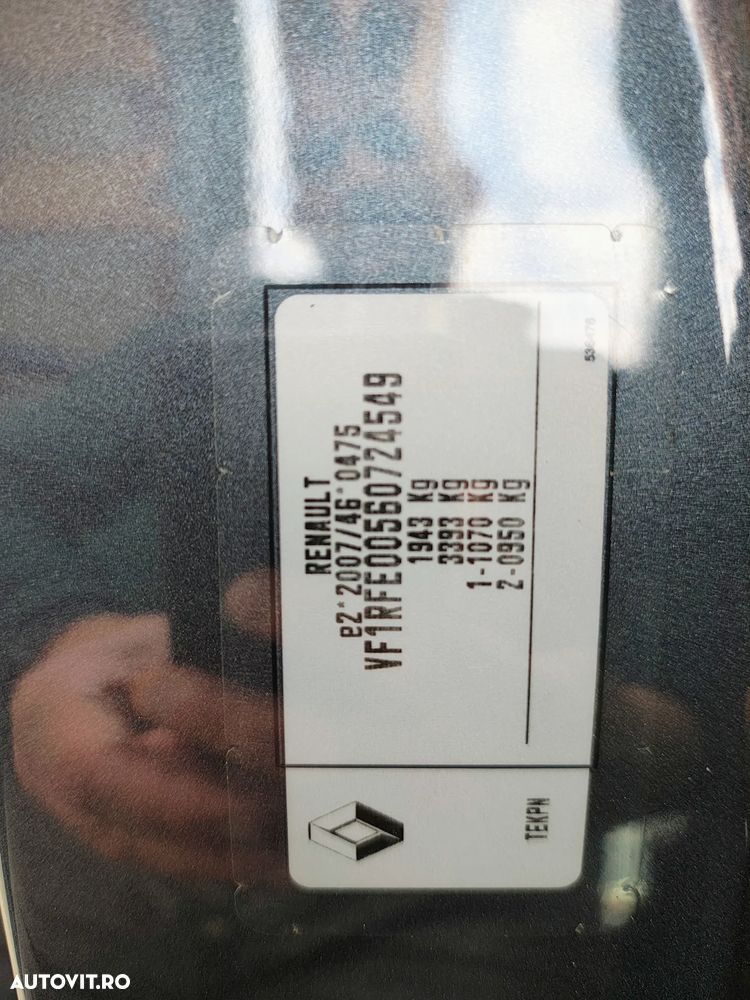 RENAULT
e2*2007/46*0475
VF1RFE00560724549
1943 Kg
3393 Kg
1-1070 Kg
2-0950 Kg
TEKPN
AUTOVIT.RO